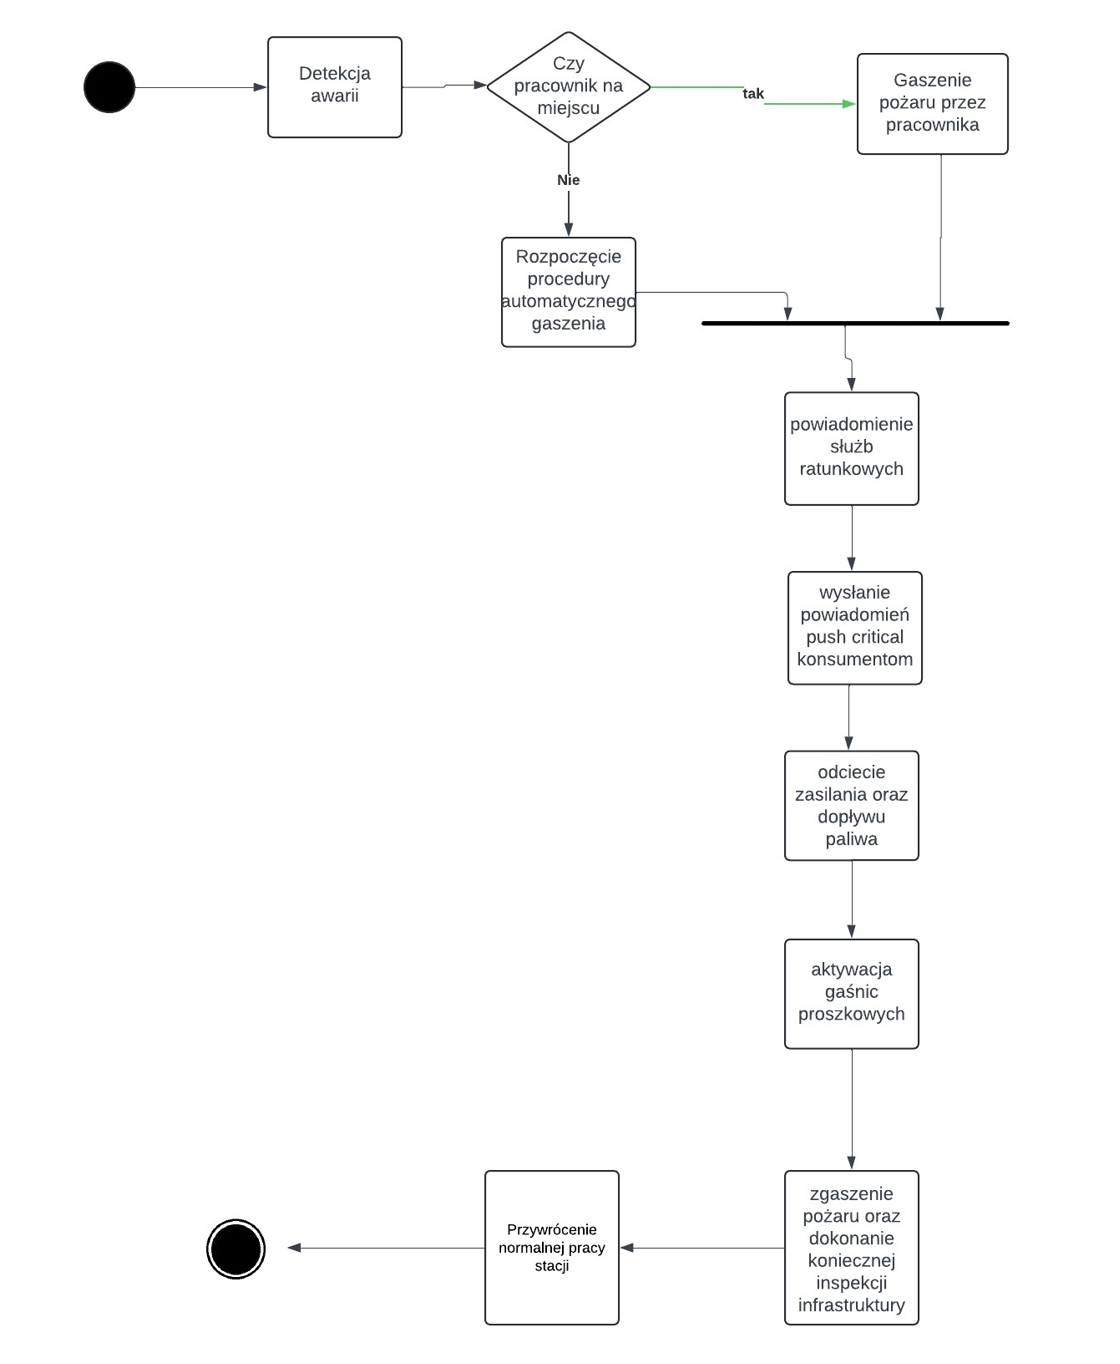 Detekcja
awarii
Czy
pracownik na
miejscu
tak
Gaszenie
pożaru przez
pracownika
Nie
Rozpoczęcie
procedury
automatycznego
gaszenia
powiadomienie
służb
ratunkowych
wysłanie
powiadomień
push critical
konsumentom
odciecie
zasilania oraz
dopływu
paliwa
aktywacja
gaśnic
proszkowych
zgaszenie
pożaru oraz
dokonanie
koniecznej
inspekcji
infrastruktury
Przywrócenie
normalnej pracy
stacji